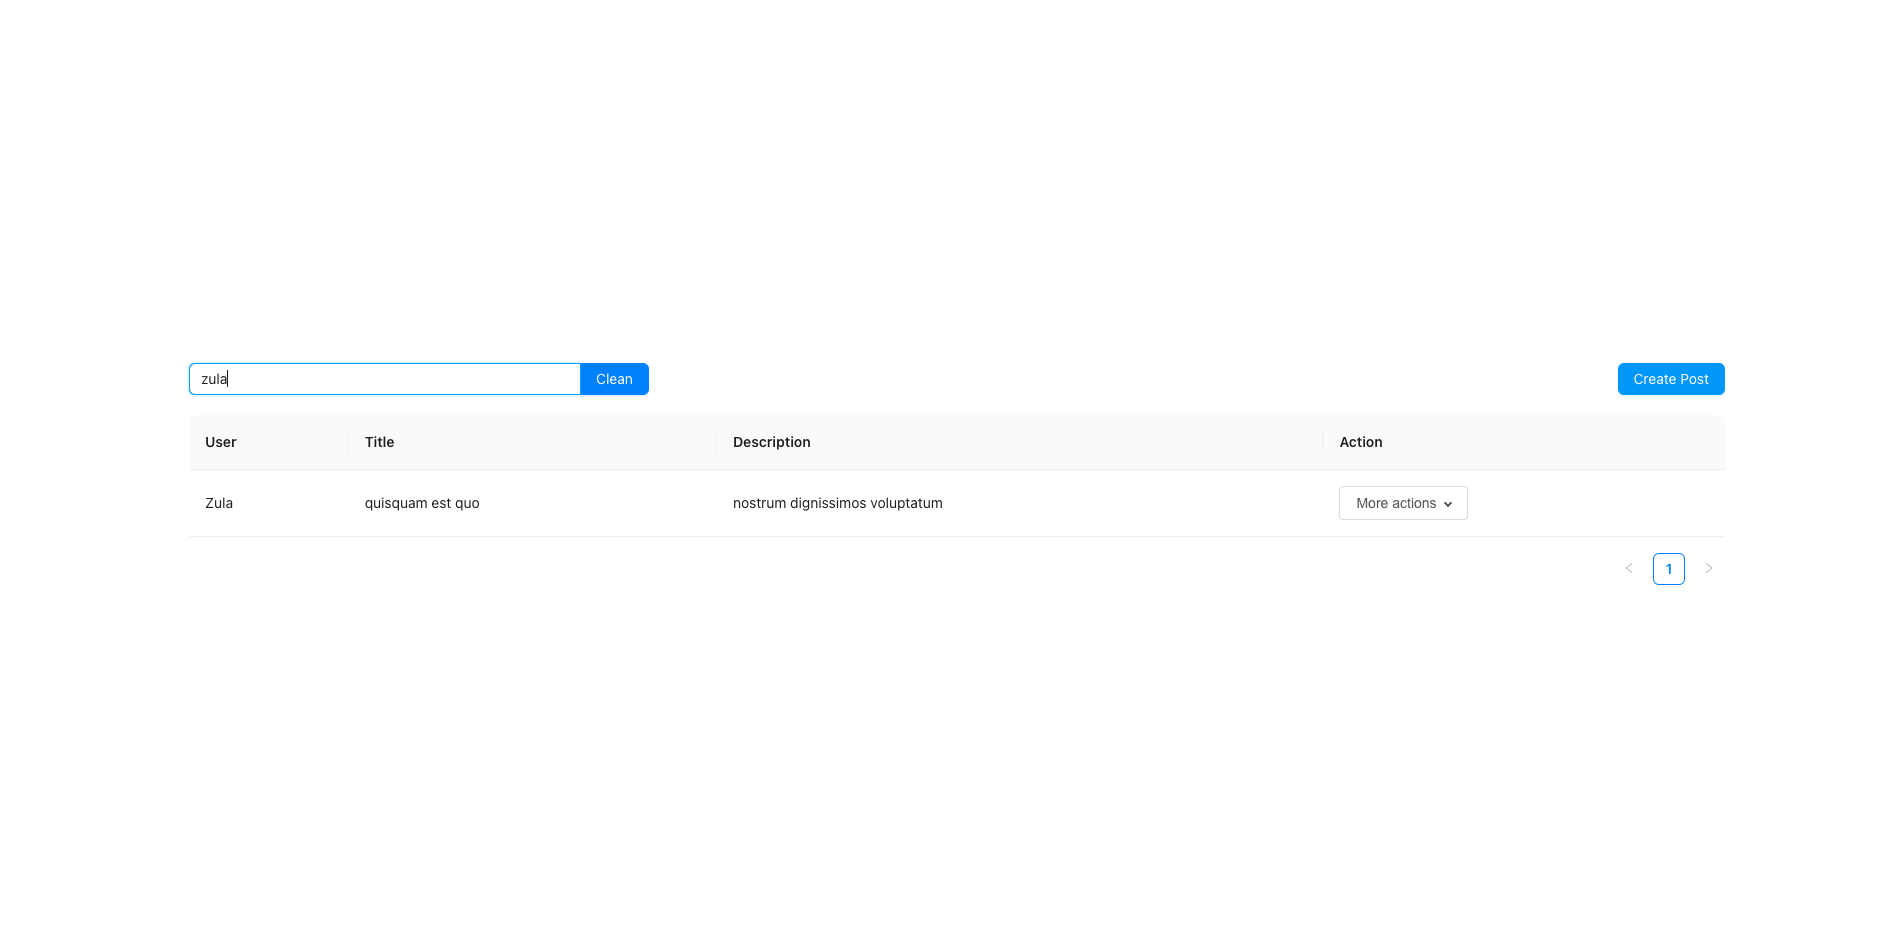 zula Clean Create Post
User Title Description Action
Zula quisquam est quo nostrum dignissimos voluptatum More actions
< 1 >